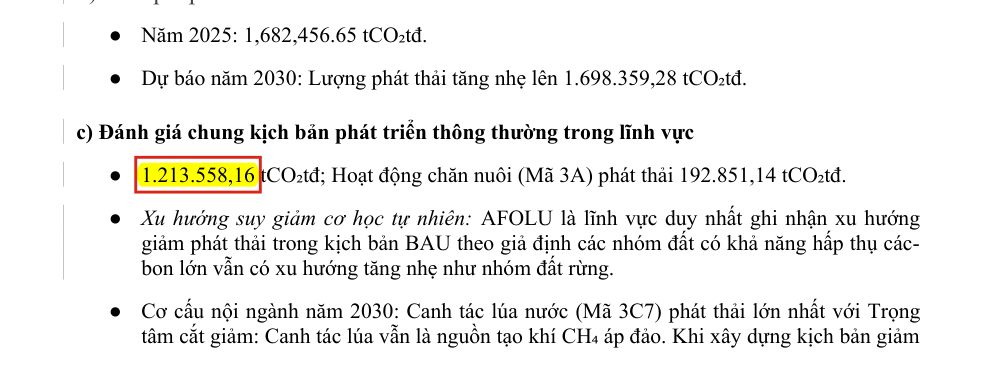 ● Năm 2025: 1,682,456.65 tCO₂tđ.
● Dự báo năm 2030: Lượng phát thải tăng nhẹ lên 1.698.359,28 tCO₂tđ.
c) Đánh giá chung kịch bản phát triển thông thường trong lĩnh vực
● 1.213.558,16 tCO₂tđ; Hoạt động chăn nuôi (Mã 3A) phát thải 192.851,14 tCO₂tđ.
● Xu hướng suy giảm cơ học tự nhiên: AFOLU là lĩnh vực duy nhất ghi nhận xu hướng
giảm phát thải trong kịch bản BAU theo giả định các nhóm đất có khả năng hấp thụ các-
bon lớn vẫn có xu hướng tăng nhẹ như nhóm đất rừng.
● Cơ cấu nội ngành năm 2030: Canh tác lúa nước (Mã 3C7) phát thải lớn nhất với Trọng
tâm cắt giảm: Canh tác lúa vẫn là nguồn tạo khí CH₄ áp đảo. Khi xây dựng kịch bản giảm